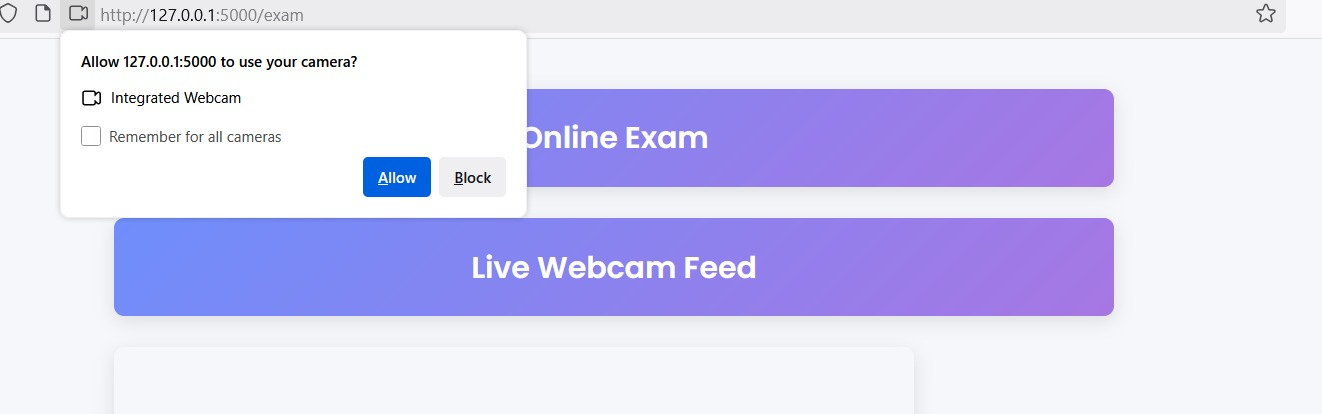 http://127.0.0.1:5000/exam
Allow 127.0.0.1:5000 to use your camera?
Integrated Webcam
Remember for all cameras
Allow
Block
Online Exam
Live Webcam Feed